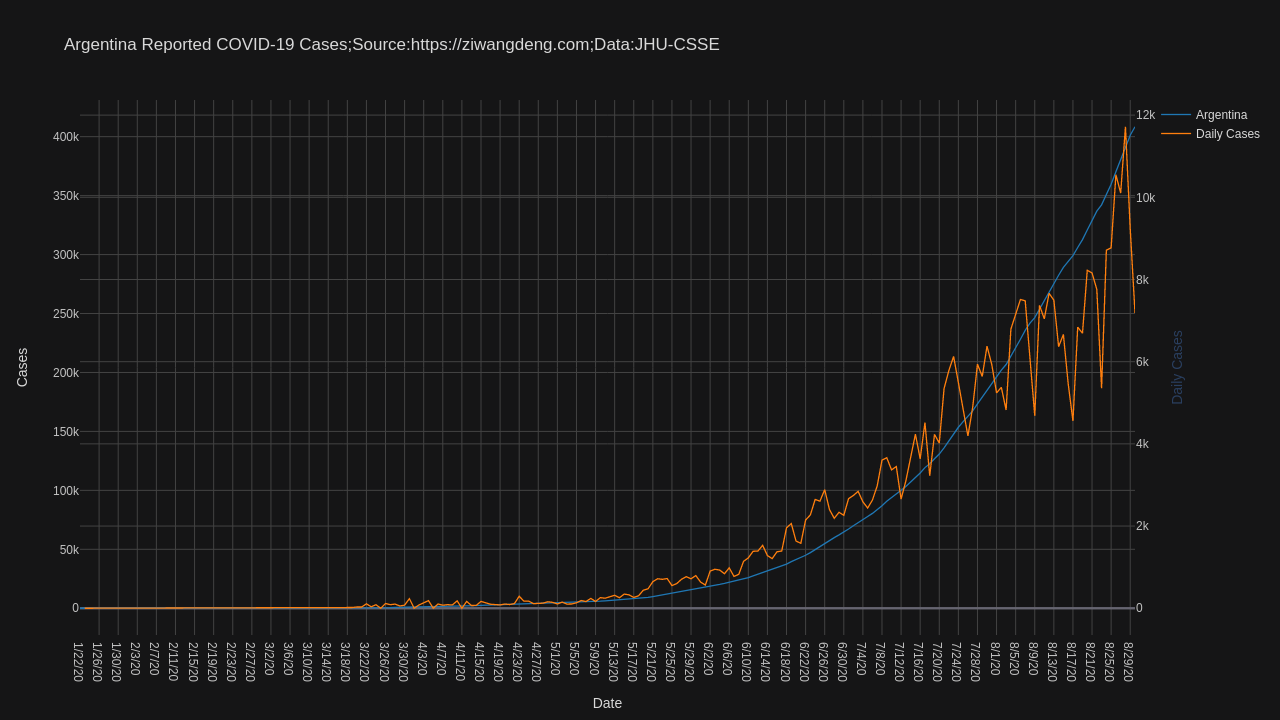 Argentina Reported COVID-19 Cases;Source:https://ziwangdeng.com;Data:JHU-CSSE
Argentina
Daily Cases
400k
350k
300k
250k
200k
150k
100k
50k
0
Cases
12k
10k
8k
6k
4k
2k
0
Daily Cases
1/22/20
1/26/20
1/30/20
2/3/20
2/7/20
2/11/20
2/15/20
2/19/20
2/23/20
2/27/20
3/2/20
3/6/20
3/10/20
3/14/20
3/18/20
3/22/20
3/26/20
3/30/20
4/3/20
4/7/20
4/11/20
4/15/20
4/19/20
4/23/20
4/27/20
5/1/20
5/5/20
5/9/20
5/13/20
5/17/20
5/21/20
5/25/20
5/29/20
6/2/20
6/6/20
6/10/20
6/14/20
6/18/20
6/22/20
6/26/20
6/30/20
7/4/20
7/8/20
7/12/20
7/16/20
7/20/20
7/24/20
7/28/20
8/1/20
8/5/20
8/9/20
8/13/20
8/17/20
8/21/20
8/25/20
8/29/20
Date